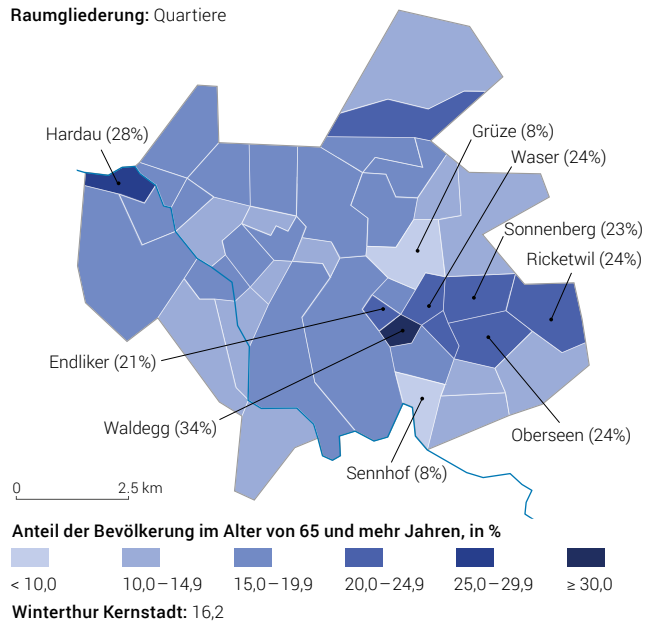 Raumgliederung: Quartiere
Hardau (28%)
Grüze (8%)
Waser (24%)
Sonnenberg (23%)
Ricketwil (24%)
Endliker (21%)
Waldegg (34%)
Oberseen (24%)
Sennhof (8%)
0 2.5 km
Anteil der Bevölkerung im Alter von 65 und mehr Jahren, in %
< 10,0 10,0–14,9 15,0–19,9 20,0–24,9 25,0–29,9 ≥ 30,0
Winterthur Kernstadt: 16,2